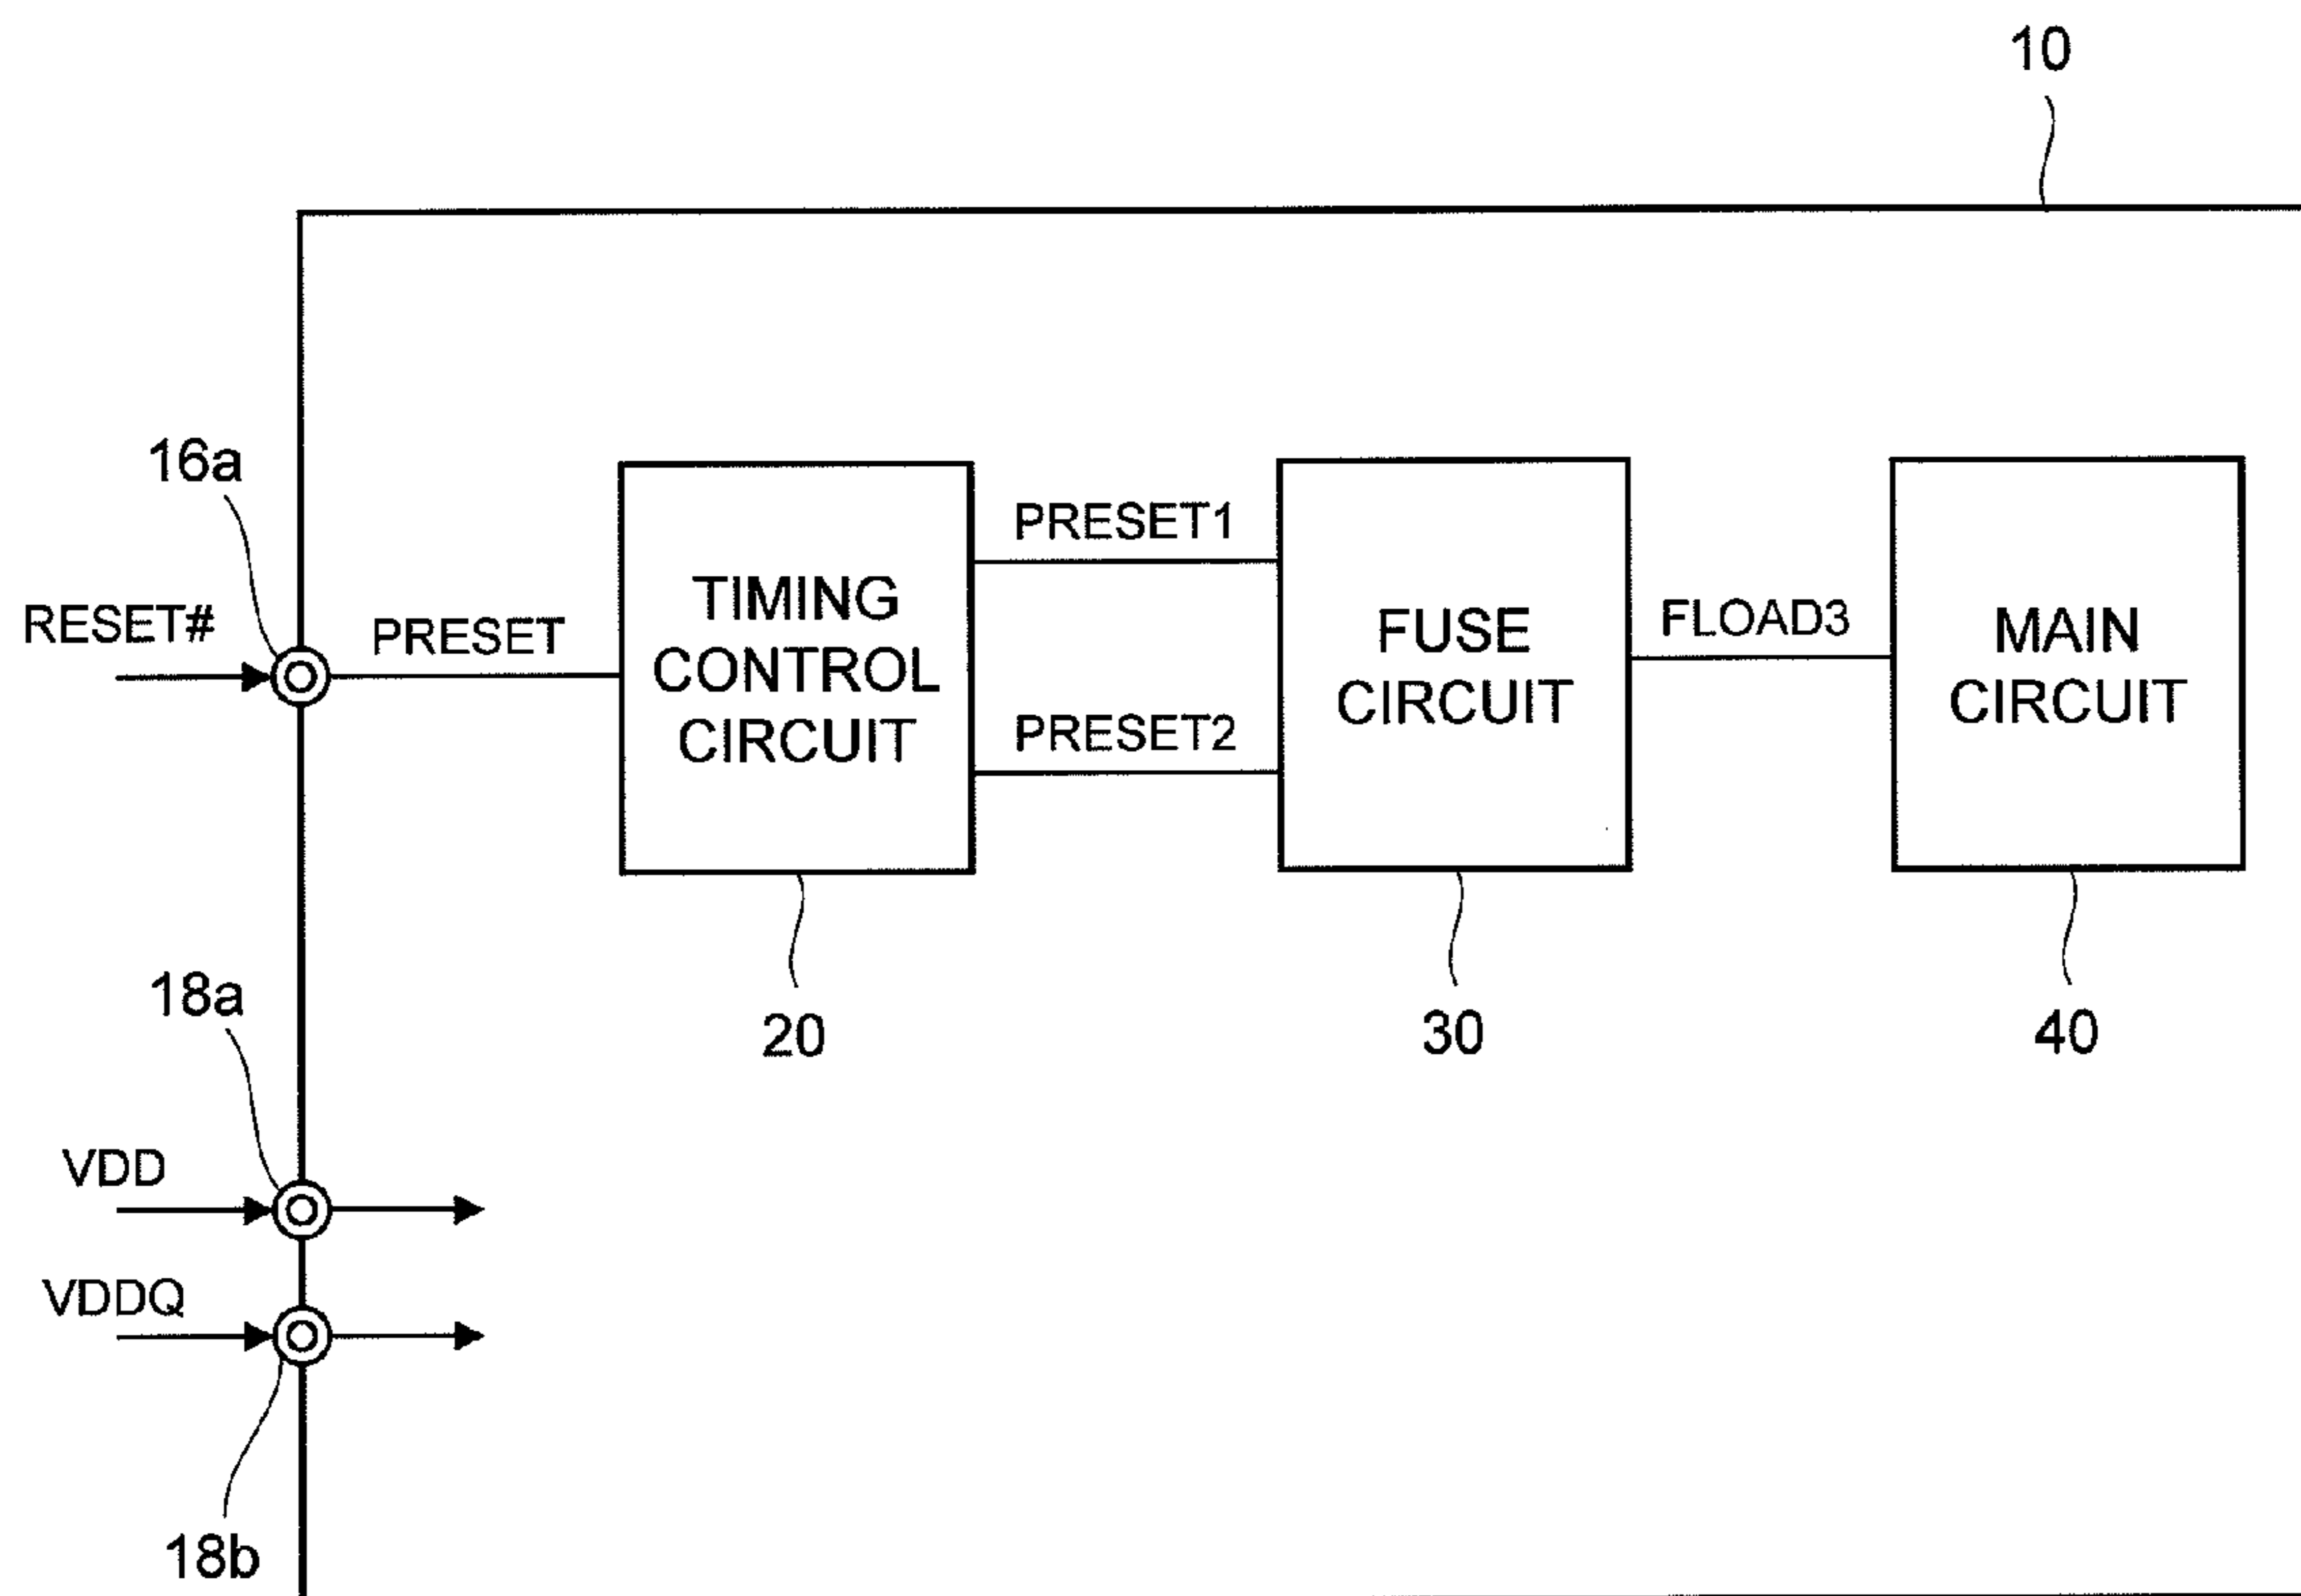 10
16a
RESET#
PRESET
TIMING
CONTROL
CIRCUIT
PRESET1
PRESET2
FUSE
CIRCUIT
FLOAD3
MAIN
CIRCUIT
20
30
40
18a
VDD
VDDQ
18b